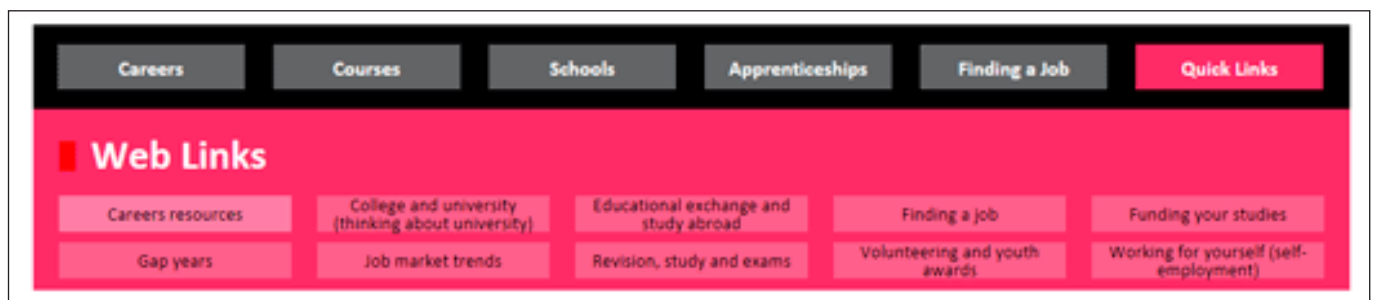 Careers
Courses
Schools
Apprenticeships
Finding a Job
Quick Links
Web Links
Careers resources
College and university
(thinking about university)
Educational exchange and
study abroad
Finding a job
Funding your studies
Gap years
Job market trends
Revision, study and exams
Volunteering and youth
awards
Working for yourself (self-
employment)